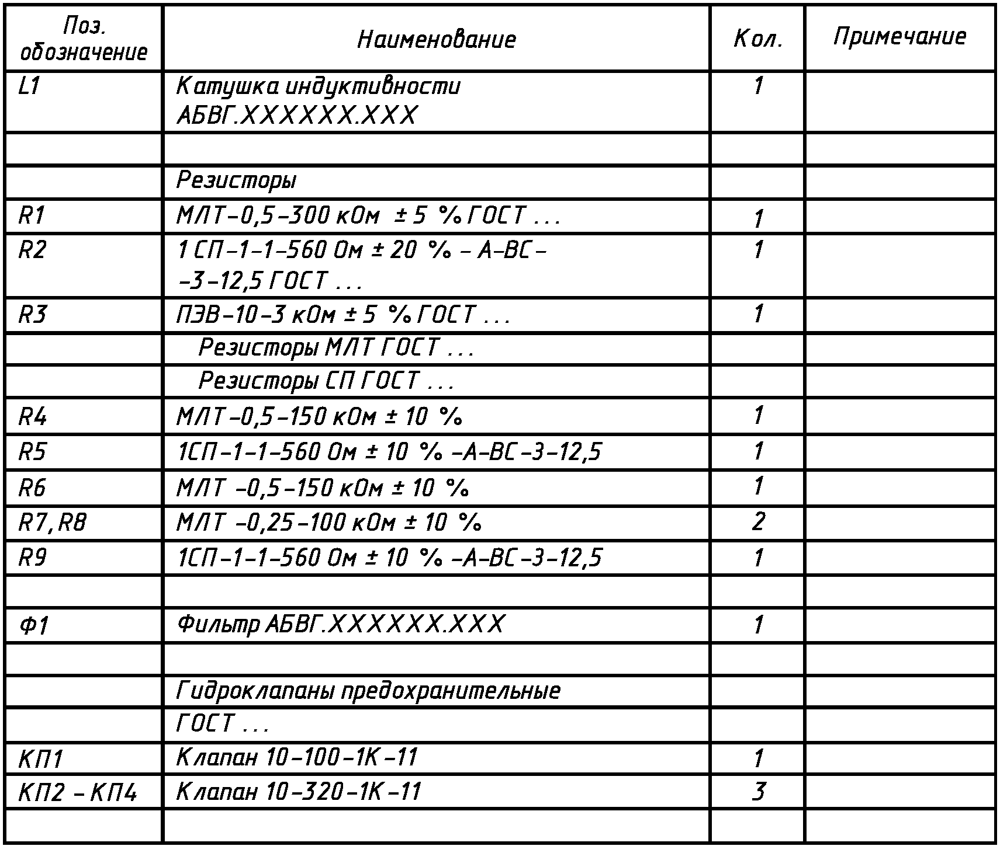 Поз. обозначение Наименование Кол. Примечание
L1 Катушка индуктивности 1
АБВГ.XXXXXX.XXX
Резисторы
R1 МЛТ-0,5-300 кОм ± 5 % ГОСТ ... 1
R2 1 СП-1-1-560 Ом ± 20 % - А-ВС- 1
-3-12,5 ГОСТ ...
R3 ПЭВ-10-3 кОм ± 5 % ГОСТ ... 1
Резисторы МЛТ ГОСТ ...
Резисторы СП ГОСТ ...
R4 МЛТ-0,5-150 кОм ± 10 % 1
R5 1СП-1-1-560 Ом ± 10 % -А-ВС-3-12,5 1
R6 МЛТ -0,5-150 кОм ± 10 % 1
R7, R8 МЛТ -0,25-100 кОм ± 10 % 2
R9 1СП-1-1-560 Ом ± 10 % -А-ВС-3-12,5 1
Ф1 Фильтр АБВГ.XXXXXX.XXX 1
Гидроклапаны предохранительные
ГОСТ ...
КП1 Клапан 10-100-1К-11 1
КП2 - КП4 Клапан 10-320-1К-11 3